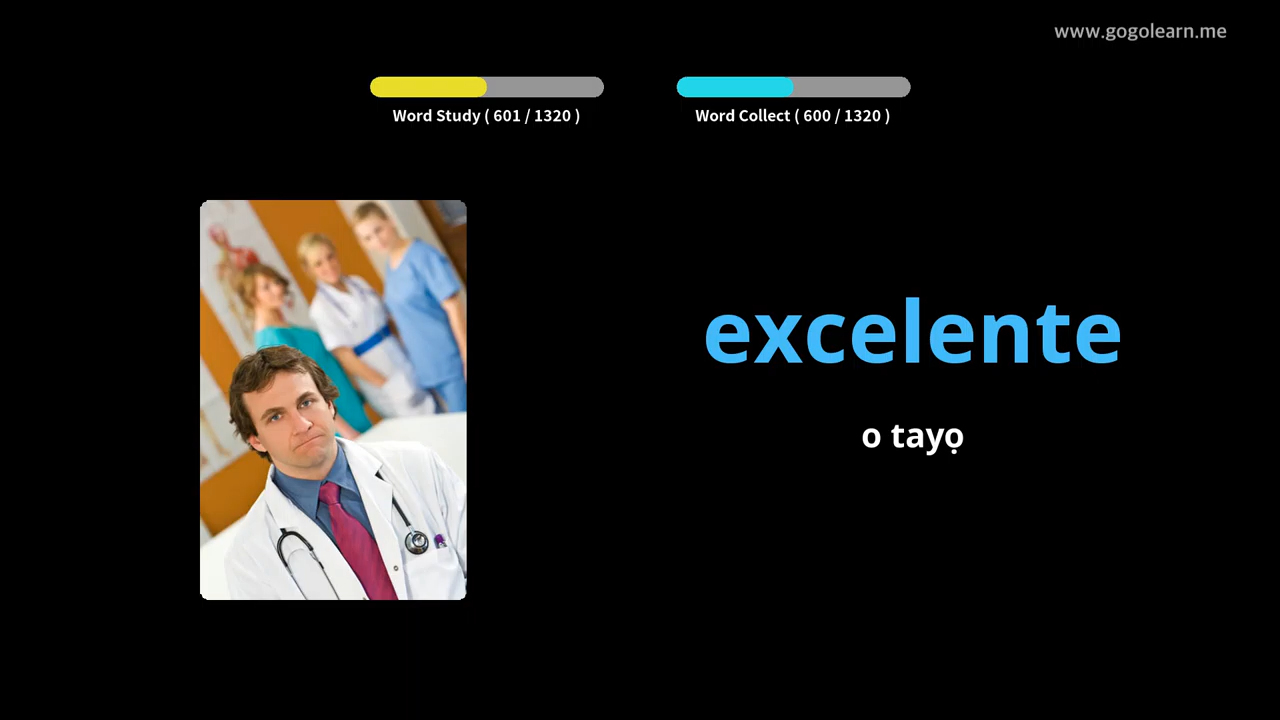 www.gogolearn.me
Word Study ( 601 / 1320 )
Word Collect ( 600 / 1320 )
excelente
o tayọ